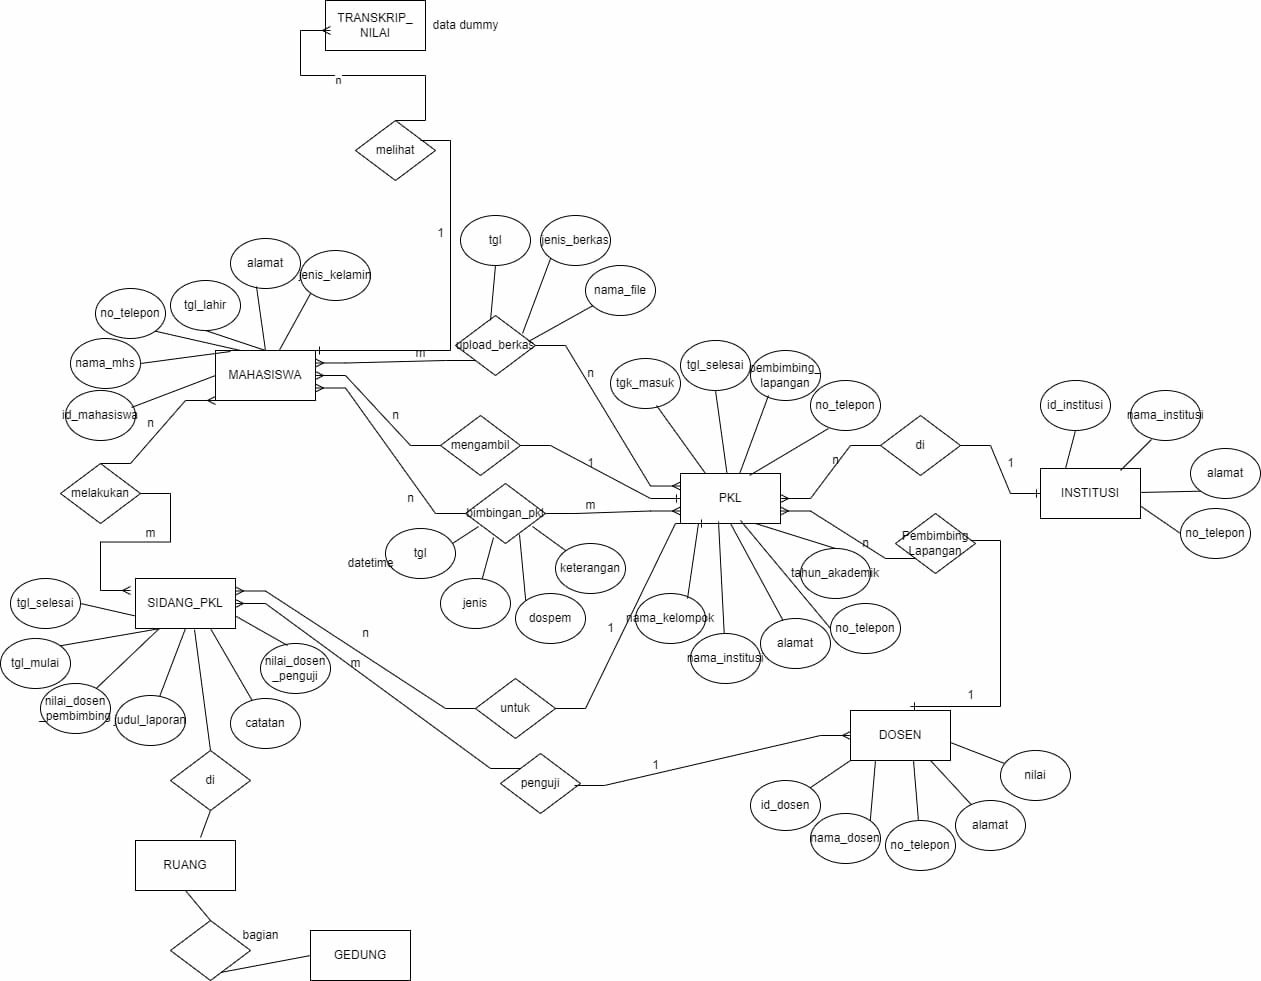 TRANSKRIP_
NILAI
data dummy
n
melihat
1
tgl
jenis_berkas
alamat
jenis_kelamin
nama_file
tgl_lahir
no_telepon
upload_berkas
m
nama_mhs
MAHASISWA
n
tgk_masuk
tgl_selesai
pembimbing_
lapangan
no_telepon
id_mahasiswa
n
n
mengambil
1
n
di
1
id_institusi
nama_institusi
alamat
no_telepon
INSTITUSI
melakukan
m
n
bimbingan_pkl
m
PKL
datetime
tgl
keterangan
jenis
dospem
n
Pembimbing
Lapangan
tahun_akademik
nama_kelompok
nama_institusi
alamat
no_telepon
tgl_selesai
SIDANG_PKL
n
m
1
tgl_mulai
nilai_dosen
_pembimbing
judul_laporan
catatan
nilai_dosen
_penguji
untuk
1
DOSEN
di
penguji
1
id_dosen
nama_dosen
no_telepon
alamat
nilai
RUANG
bagian
GEDUNG